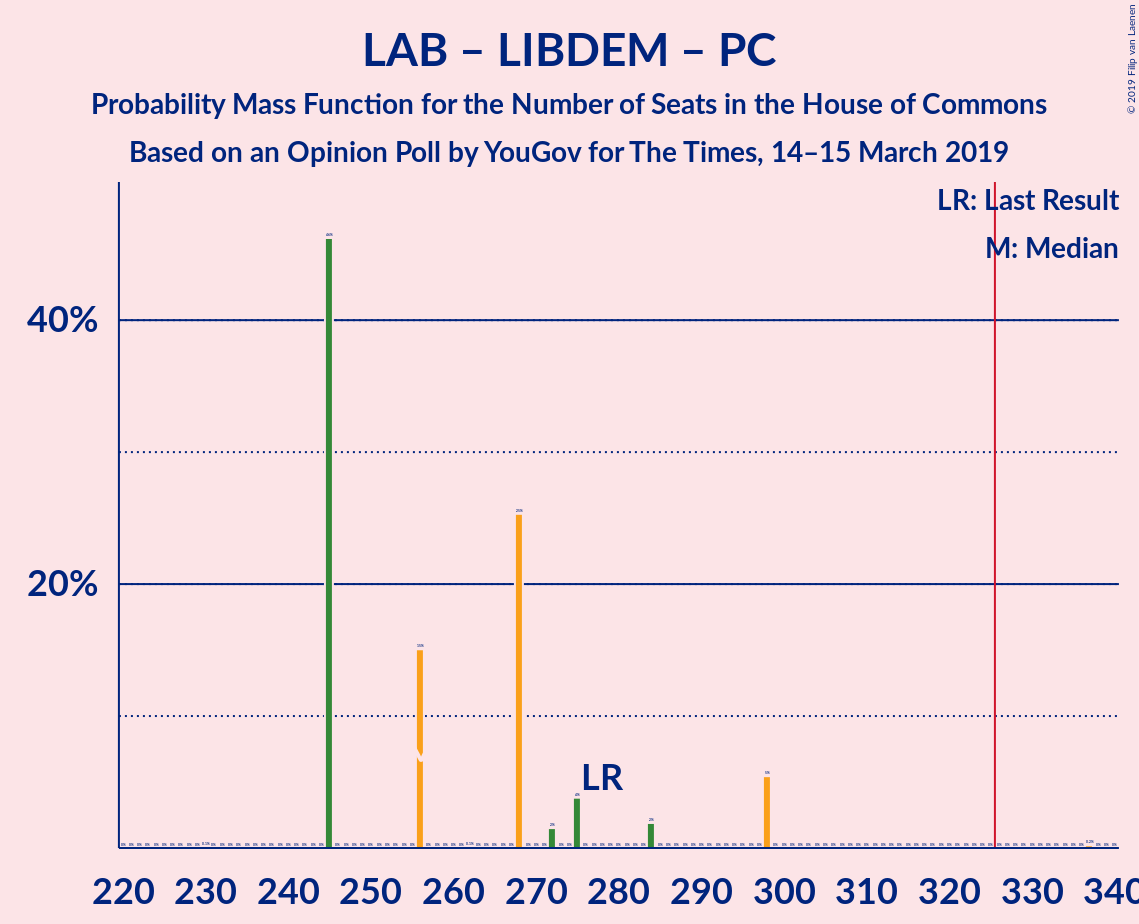 LAB – LIBDEM – PC
Probability Mass Function for the Number of Seats in the House of Commons
Based on an Opinion Poll by YouGov for The Times, 14–15 March 2019
© 2019 Filip van Laenen
LR: Last Result
M: Median
40%
20%
LR
220 230 240 250 260 270 280 290 300 310 320 330 340